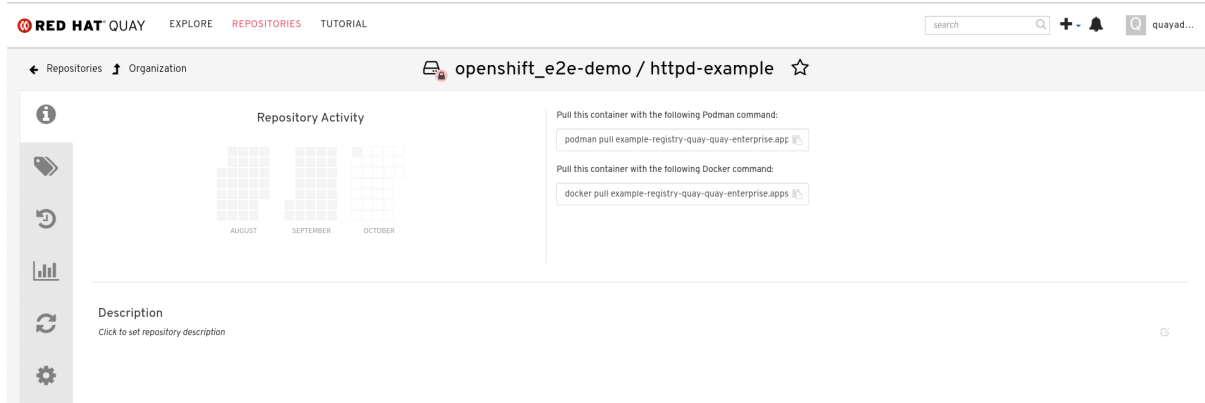 RED HAT QUAY EXPLORE REPOSITORIES TUTORIAL search quayad...
Repositories Organization openshift_e2e-demo / httpd-example
Repository Activity
Pull this container with the following Podman command:
podman pull example-registry-quay-quay-enterprise.app
Pull this container with the following Docker command:
docker pull example-registry-quay-quay-enterprise.apps
AUGUST SEPTEMBER OCTOBER
Description
Click to set repository description